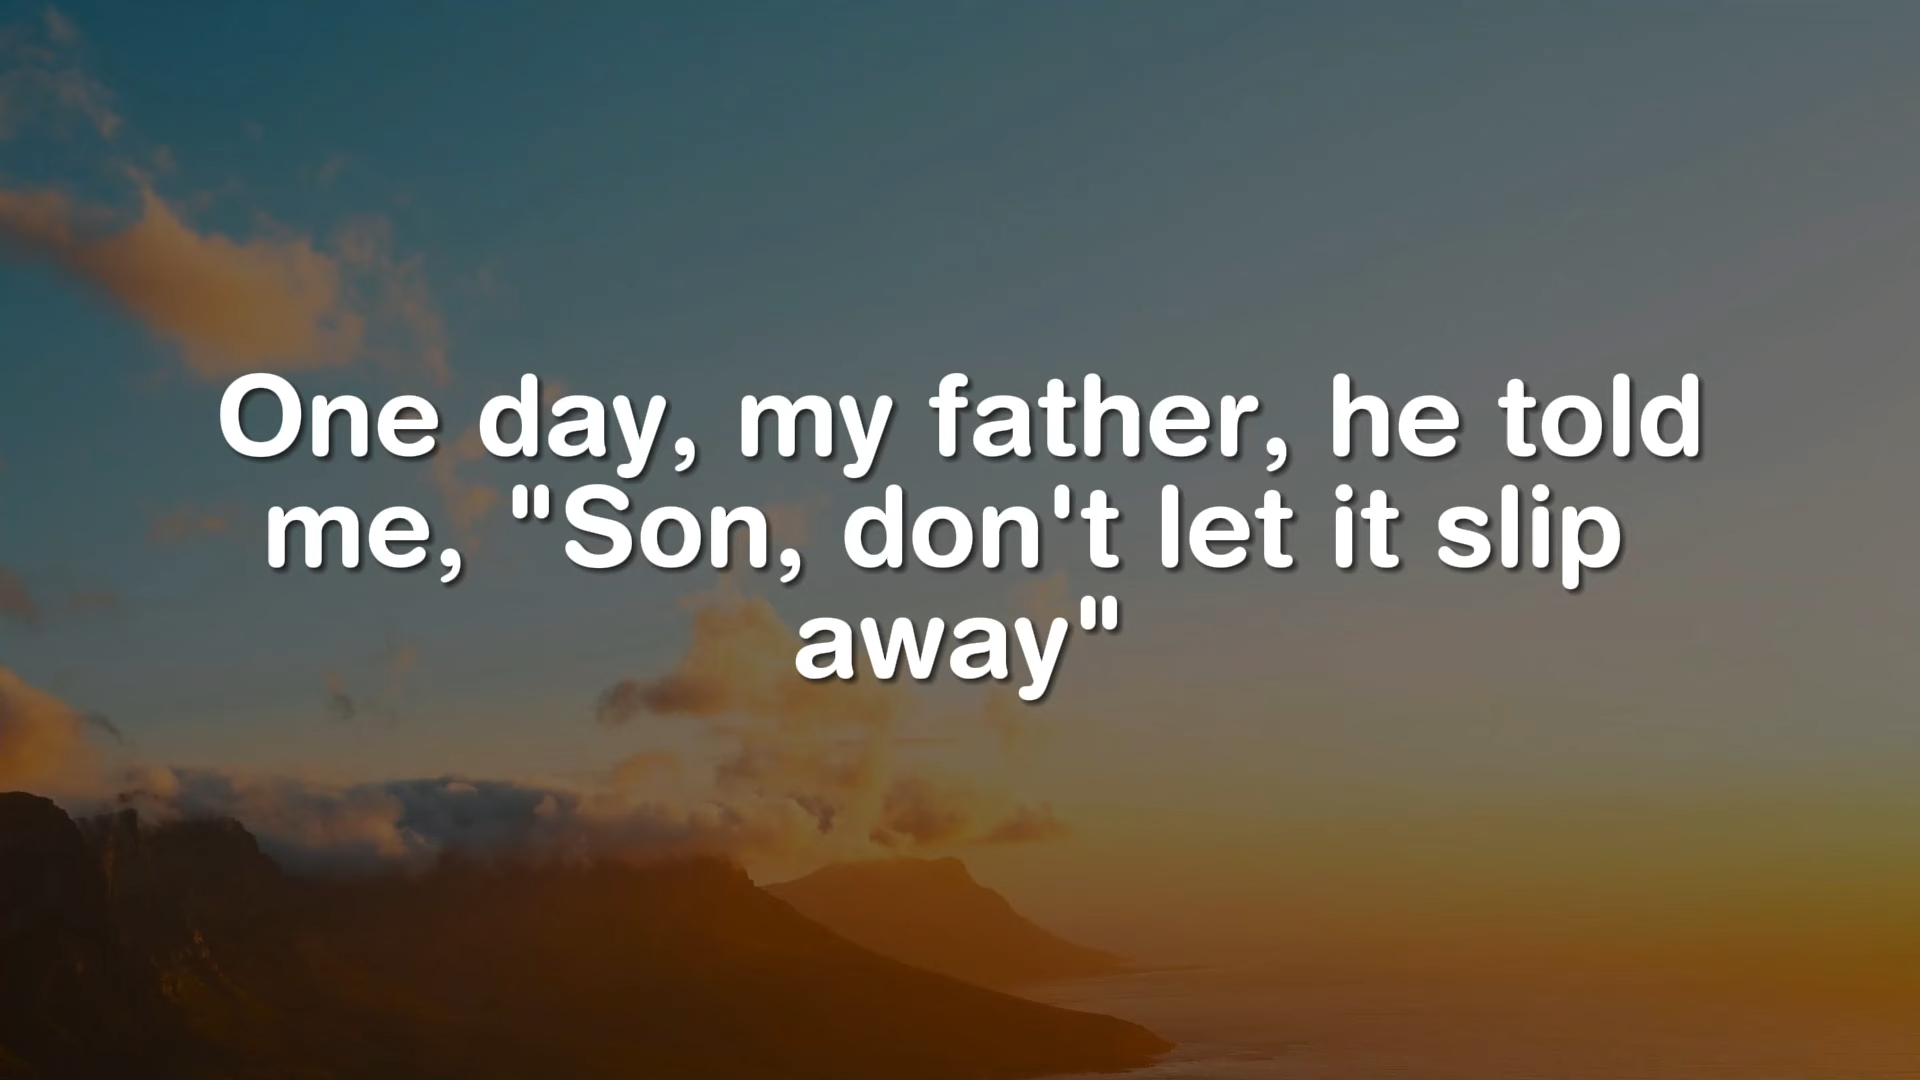 One day, my father, he told
me, "Son, don't let it slip
away"